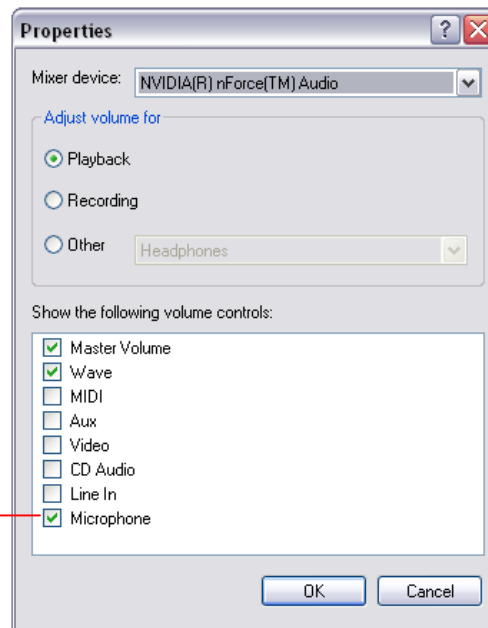 Properties
Mixer device: NVIDIA(R) nForce(TM) Audio
Adjust volume for
Playback
Recording
Other Headphones
Show the following volume controls:
Master Volume
Wave
MIDI
Aux
Video
CD Audio
Line In
Microphone
OK Cancel